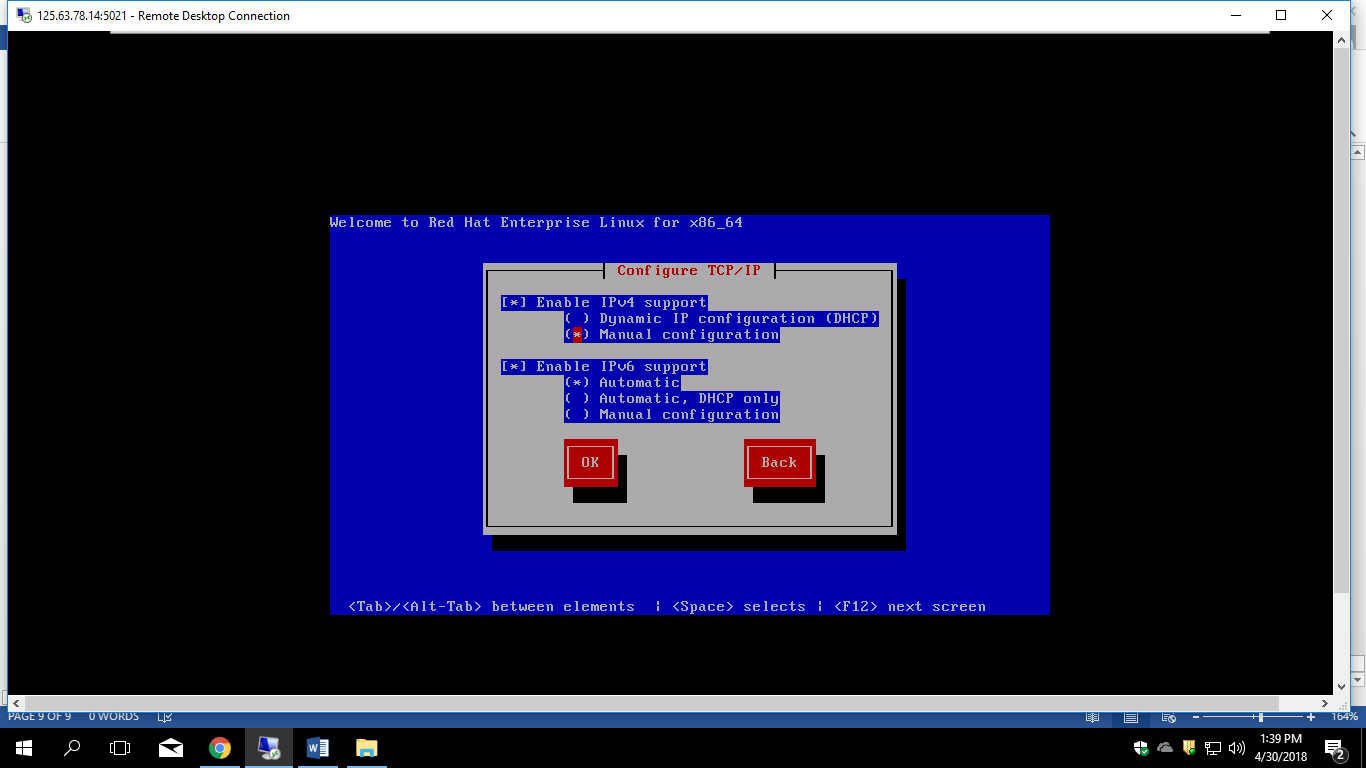 125.63.78.14:5021 - Remote Desktop Connection
Welcome to Red Hat Enterprise Linux for x86_64
Configure TCP/IP
[*] Enable IPv4 support
( ) Dynamic IP configuration (DHCP)
(*) Manual configuration
[*] Enable IPv6 support
(*) Automatic
( ) Automatic, DHCP only
( ) Manual configuration
OK Back
<Tab>/<Alt-Tab> between elements | <Space> selects | <F12> next screen
PAGE 9 OF 9 0 WORDS 164%
1:39 PM
4/30/2018
2